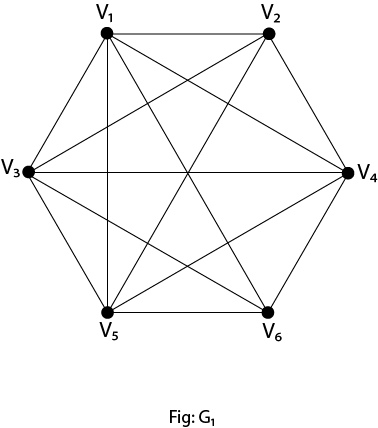 V₁ V₂
V₃ V₄
V₅ V₆
Fig: G₁